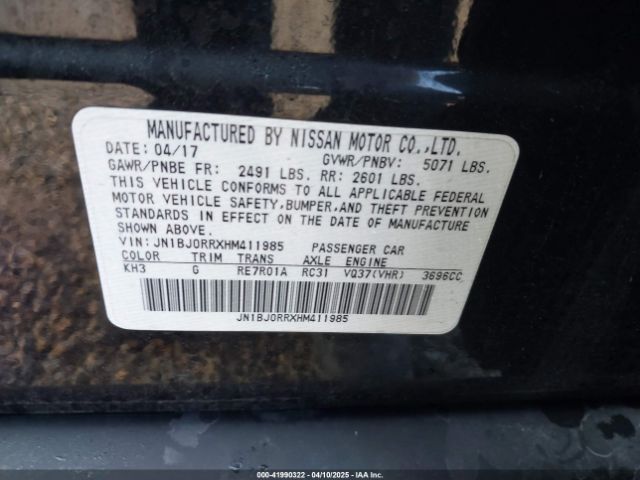 MANUFACTURED BY NISSAN MOTOR CO.,LTD.
DATE: 04/17 GVWR/PNBV: 5071 LBS.
GAWR/PNBE FR: 2491 LBS. RR: 2601 LBS.
THIS VEHICLE CONFORMS TO ALL APPLICABLE FEDERAL
MOTOR VEHICLE SAFETY,BUMPER,AND THEFT PREVENTION
STANDARDS IN EFFECT ON THE DATE OF MANUFACTURE
SHOWN ABOVE.
VIN: JN1BJ0RRXHM411985 PASSENGER CAR
COLOR TRIM TRANS AXLE ENGINE
KH3 G RE7R01A RC31 VQ37(VHR) 3696CC
JN1BJ0RRXHM411985
000-41990322 - 04/10/2025 - IAA Inc.